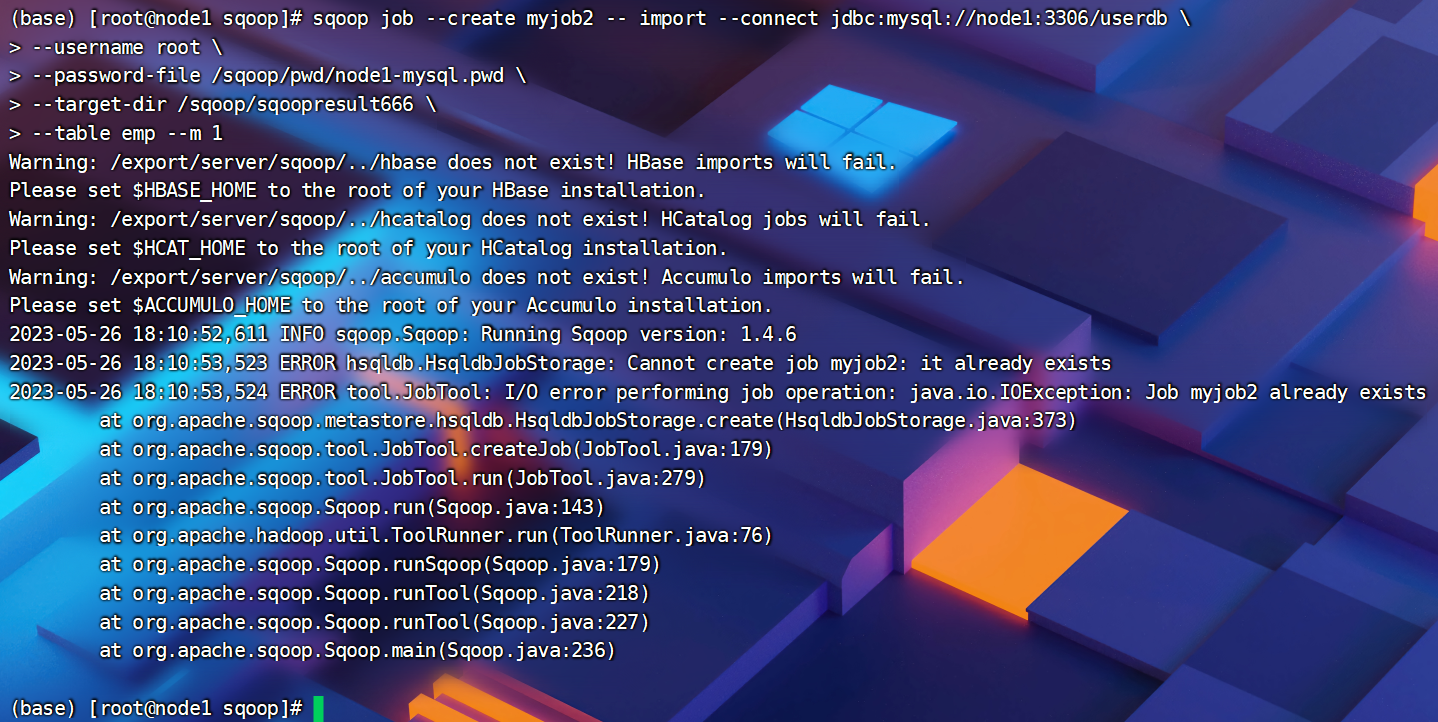 (base) [root@node1 sqoop]# sqoop job --create myjob2 -- import --connect jdbc:mysql://node1:3306/userdb \
> --username root \
> --password-file /sqoop/pwd/node1-mysql.pwd \
> --target-dir /sqoop/sqoopresult666 \
> --table emp --m 1
Warning: /export/server/sqoop/../hbase does not exist! HBase imports will fail.
Please set $HBASE_HOME to the root of your HBase installation.
Warning: /export/server/sqoop/../hcatalog does not exist! HCatalog jobs will fail.
Please set $HCAT_HOME to the root of your HCatalog installation.
Warning: /export/server/sqoop/../accumulo does not exist! Accumulo imports will fail.
Please set $ACCUMULO_HOME to the root of your Accumulo installation.
2023-05-26 18:10:52,611 INFO sqoop.Sqoop: Running Sqoop version: 1.4.6
2023-05-26 18:10:53,523 ERROR hsqldb.HsqldbJobStorage: Cannot create job myjob2: it already exists
2023-05-26 18:10:53,524 ERROR tool.JobTool: I/O error performing job operation: java.io.IOException: Job myjob2 already exists
        at org.apache.sqoop.metastore.hsqldb.HsqldbJobStorage.create(HsqldbJobStorage.java:373)
        at org.apache.sqoop.tool.JobTool.createJob(JobTool.java:179)
        at org.apache.sqoop.tool.JobTool.run(JobTool.java:279)
        at org.apache.sqoop.Sqoop.run(Sqoop.java:143)
        at org.apache.hadoop.util.ToolRunner.run(ToolRunner.java:76)
        at org.apache.sqoop.Sqoop.runSqoop(Sqoop.java:179)
        at org.apache.sqoop.Sqoop.runTool(Sqoop.java:218)
        at org.apache.sqoop.Sqoop.runTool(Sqoop.java:227)
        at org.apache.sqoop.Sqoop.main(Sqoop.java:236)
(base) [root@node1 sqoop]#